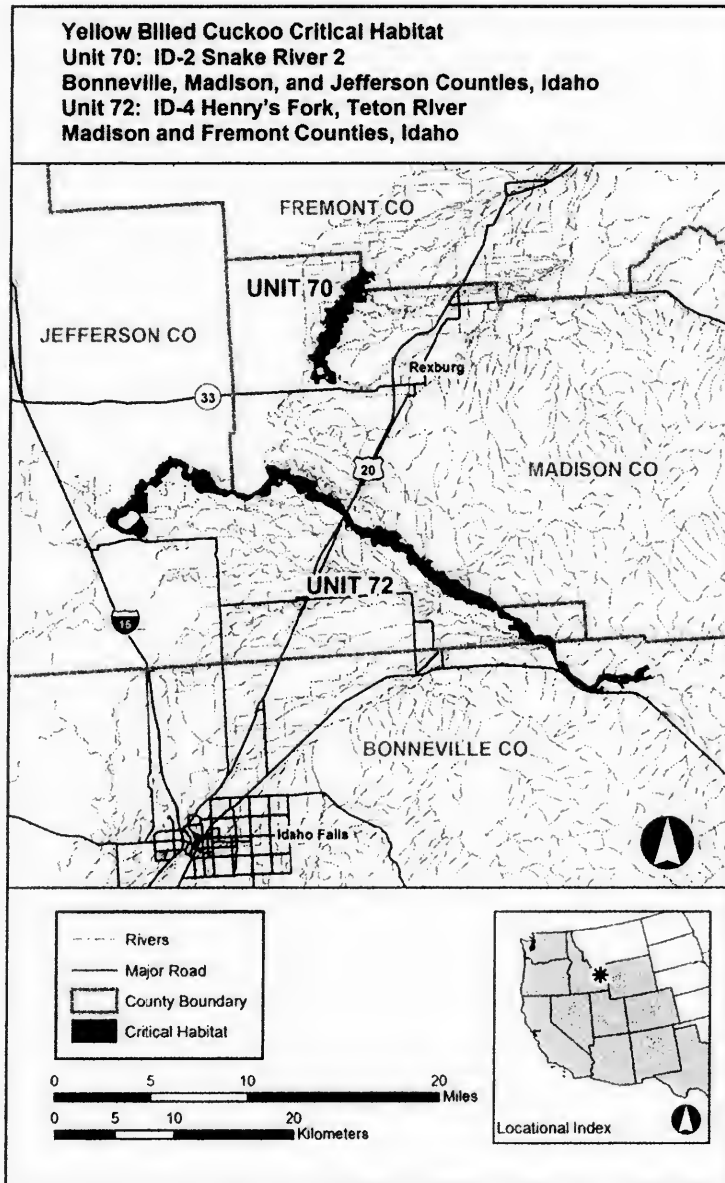 Yellow Billed Cuckoo Critical Habitat
Unit 70: ID-2 Snake River 2
Bonneville, Madison, and Jefferson Counties, Idaho
Unit 72: ID-4 Henry's Fork, Teton River
Madison and Fremont Counties, Idaho
FREMONT CO
UNIT 70
JEFFERSON CO
Rexburg
33
20
MADISON CO
UNIT 72
15
BONNEVILLE CO
Idaho Falls
Rivers
Major Road
County Boundary
Critical Habitat
0 5 10 20
Miles
0 5 10 20
Kilometers
Locational Index